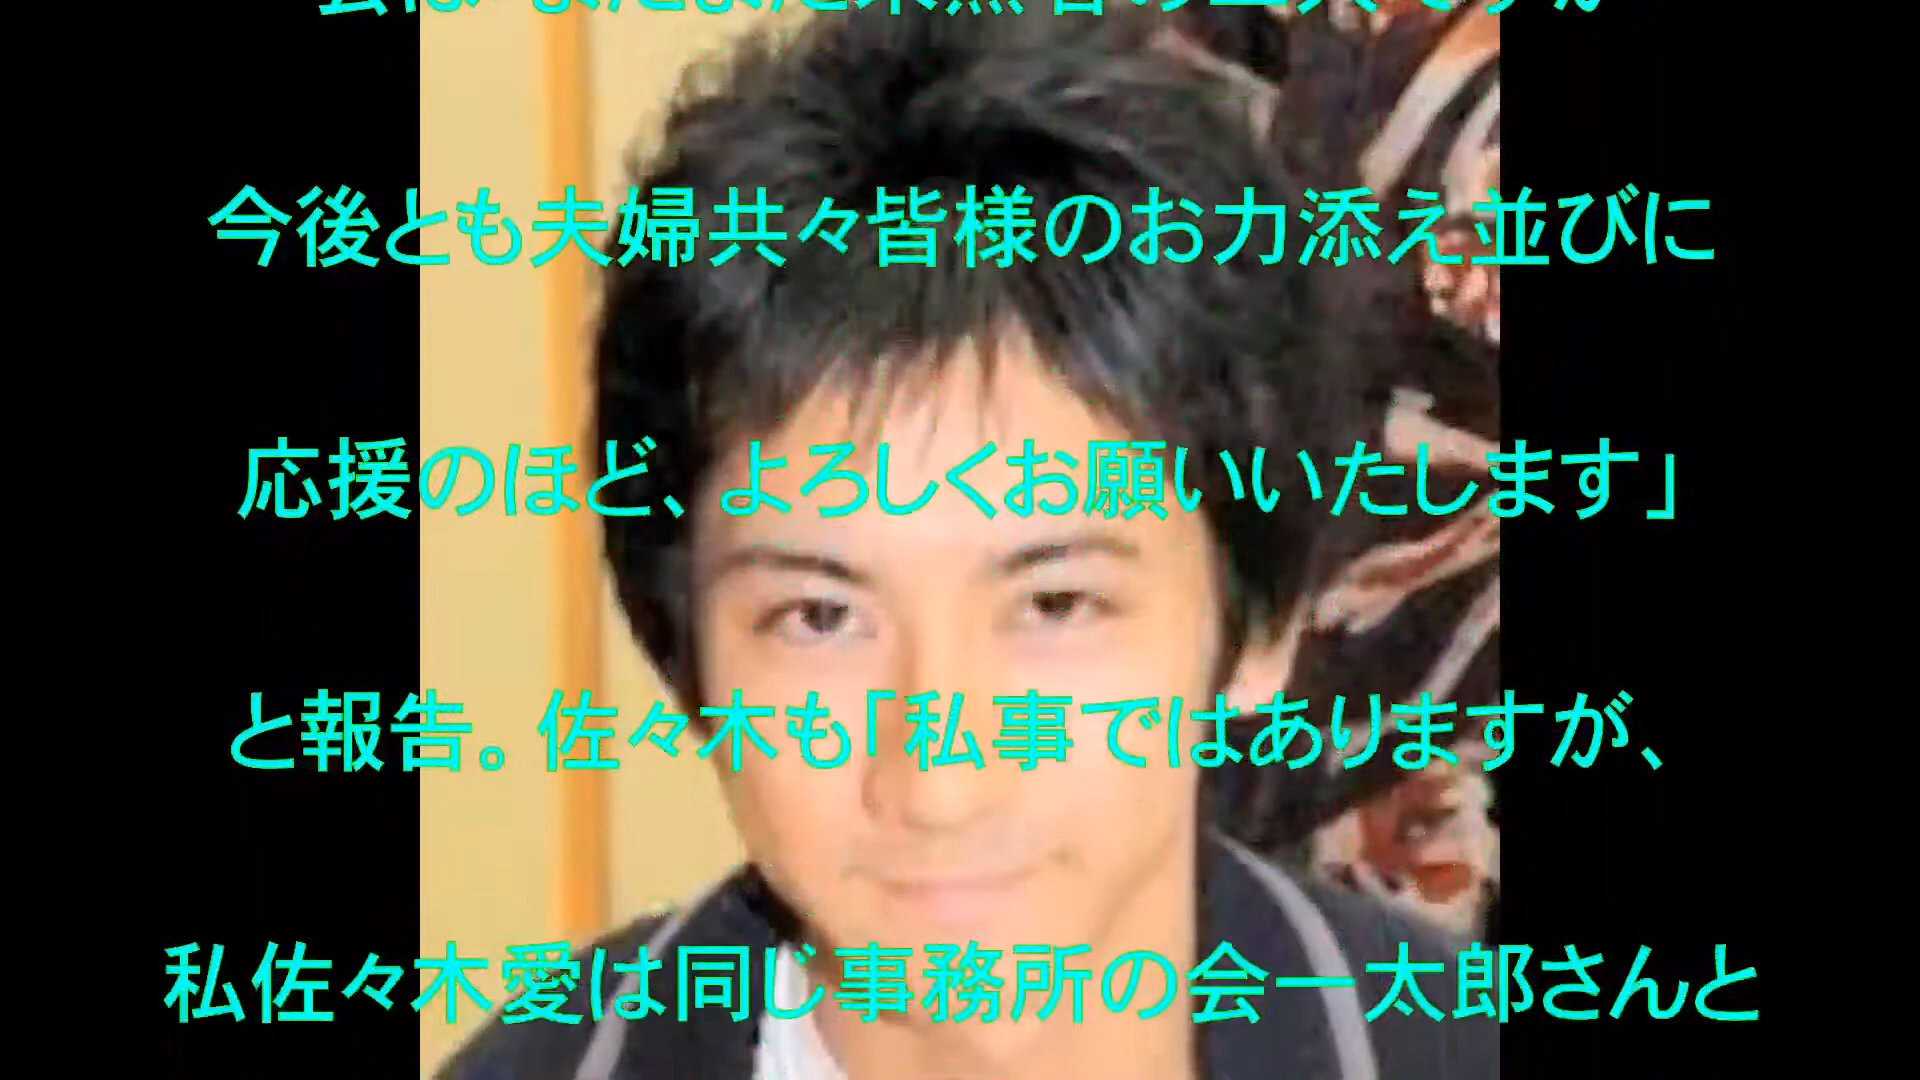 今後とも夫婦共々皆様のお力添え並びに
応援のほど、よろしくお願いいたします」
と報告。佐々木も「私事ではありますが、
私佐々木愛は同じ事務所の会一太郎さんと